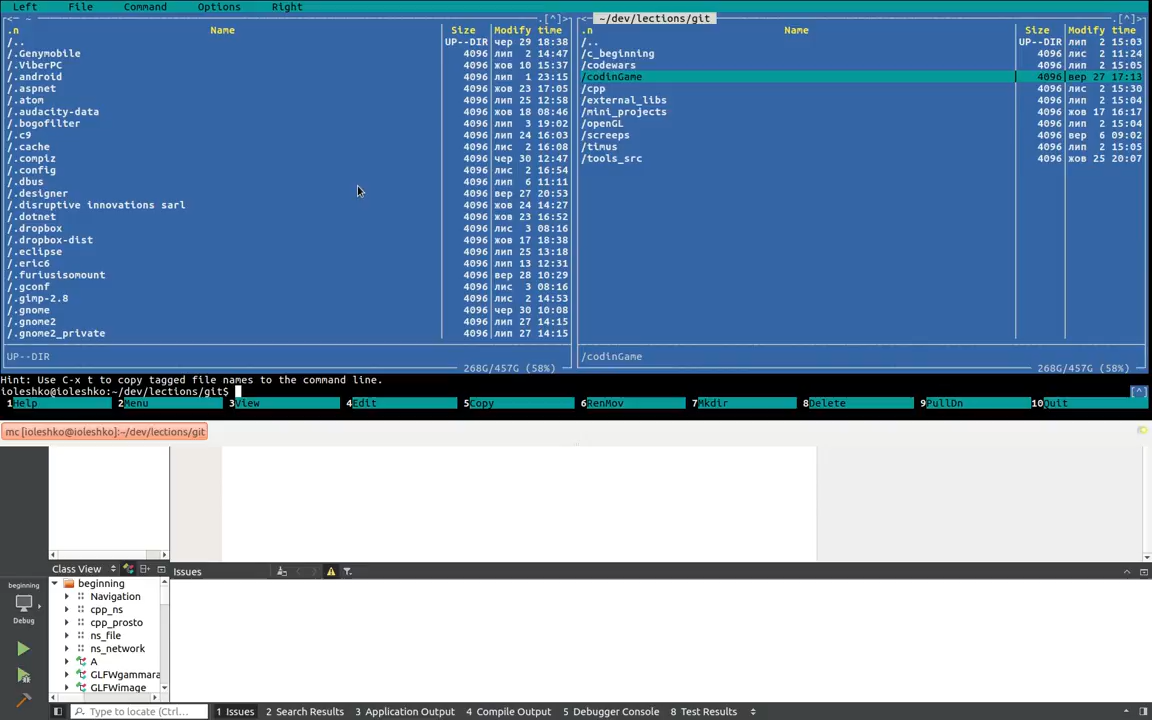 Left File Command Options Right
<─ ~ .[^]>
.n Name Size Modify time
/.. UP--DIR чер 29 18:38
/.Genymobile 4096 лип 2 14:47
/.ViberPC 4096 жов 10 15:37
/.android 4096 лип 1 23:15
/.aspnet 4096 жов 23 17:05
/.atom 4096 лип 25 12:58
/.audacity-data 4096 жов 18 08:46
/.bogofilter 4096 лип 3 19:02
/.c9 4096 лип 24 16:03
/.cache 4096 лис 2 16:08
/.compiz 4096 чер 30 12:47
/.config 4096 лис 2 16:54
/.dbus 4096 лип 6 11:11
/.designer 4096 вер 27 20:53
/.disruptive innovations sarl 4096 жов 24 14:27
/.dotnet 4096 жов 23 16:52
/.dropbox 4096 лис 3 08:16
/.dropbox-dist 4096 жов 17 18:38
/.eclipse 4096 лип 25 13:18
/.eric6 4096 лип 13 12:31
/.furiusisomount 4096 вер 28 10:29
/.gconf 4096 лис 3 08:16
/.gimp-2.8 4096 лис 2 14:53
/.gnome 4096 чер 30 10:08
/.gnome2 4096 лип 27 14:15
/.gnome2_private 4096 лип 27 14:15
UP--DIR
268G/457G (58%)
<─ ~/dev/lections/git .[^]>
.n Name Size Modify time
/.. UP--DIR лип 2 15:03
/c_beginning 4096 лис 2 11:24
/codewars 4096 лип 2 15:05
/codinGame 4096 вер 27 17:13
/cpp 4096 лис 2 15:30
/external_libs 4096 лип 2 15:04
/mini_projects 4096 жов 17 16:17
/openGL 4096 лип 2 15:04
/screeps 4096 вер 6 09:02
/timus 4096 лип 2 15:05
/tools_src 4096 жов 25 20:07
/codinGame
268G/457G (58%)
Hint: Use C-x t to copy tagged file names to the command line.
ioleshko@ioleshko:~/dev/lections/git$ [^]
1Help 2Menu 3View 4Edit 5Copy 6RenMov 7Mkdir 8Delete 9PullDn 10Quit
mc [ioleshko@ioleshko]:~/dev/lections/git
Class View
Issues
beginning
Navigation
cpp_ns
cpp_prosto
ns_file
ns_network
A
GLFWgammara
GLFWimage
beginning
Debug
Type to locate (Ctrl... 1 Issues 2 Search Results 3 Application Output 4 Compile Output 5 Debugger Console 8 Test Results